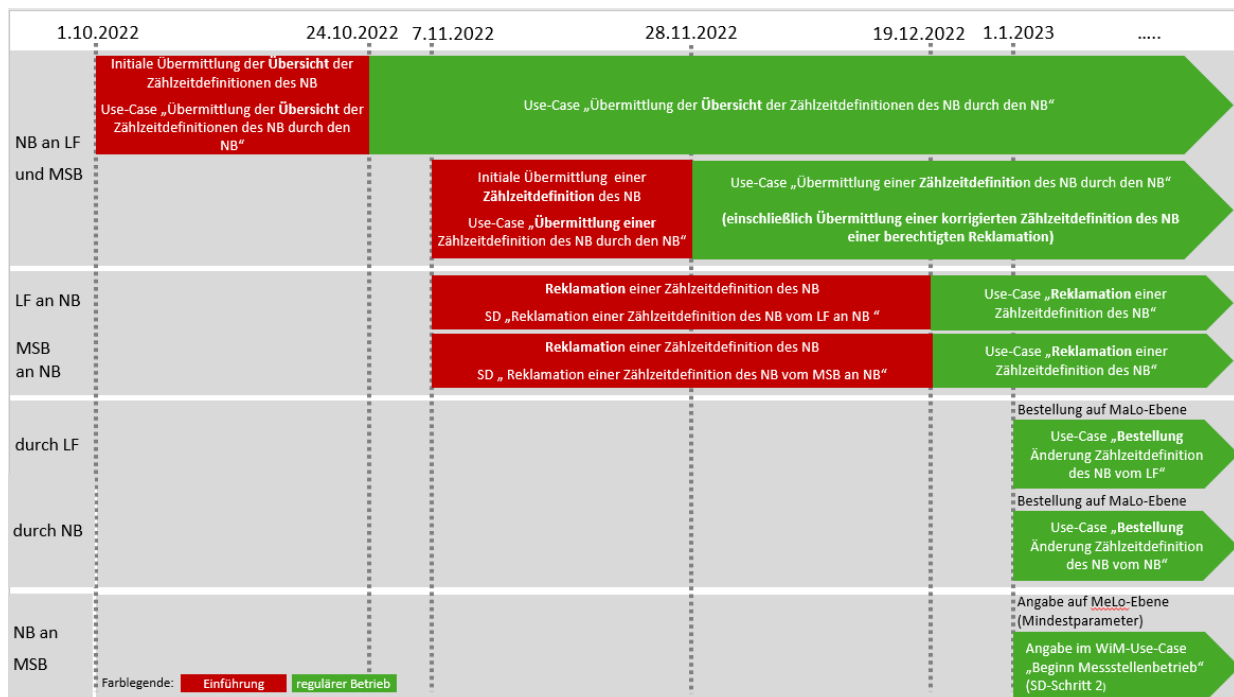 1.10.2022 24.10.2022 7.11.2022 28.11.2022 19.12.2022 1.1.2023 .....
NB an LF
und MSB
Initiale Übermittlung der Übersicht der
Zählzeitdefinitionen des NB
Use-Case „Übermittlung der Übersicht der
Zählzeitdefinitionen des NB durch den
NB“
Use-Case „Übermittlung der Übersicht der Zählzeitdefinitionen des NB durch den NB“
Initiale Übermittlung einer
Zählzeitdefinition des NB
Use-Case „Übermittlung einer
Zählzeitdefinition des NB durch den NB“
Use-Case „Übermittlung einer Zählzeitdefinition des NB durch den NB“
(einschließlich Übermittlung einer korrigierten Zählzeitdefinition des NB
einer berechtigten Reklamation)
LF an NB
Reklamation einer Zählzeitdefinition des NB
SD „Reklamation einer Zählzeitdefinition des NB vom LF an NB “
Use-Case „Reklamation einer
Zählzeitdefinition des NB“
MSB
an NB
Reklamation einer Zählzeitdefinition des NB
SD „ Reklamation einer Zählzeitdefinition des NB vom MSB an NB“
Use-Case „Reklamation einer
Zählzeitdefinition des NB“
durch LF
Bestellung auf MaLo-Ebene
Use-Case „Bestellung
Änderung Zählzeitdefinition
des NB vom LF“
durch NB
Bestellung auf MaLo-Ebene
Use-Case „Bestellung
Änderung Zählzeitdefinition
des NB vom NB“
NB an
MSB
Angabe auf MeLo-Ebene
(Mindestparameter)
Angabe im WiM-Use-Case
„Beginn Messstellenbetrieb“
(SD-Schritt 2)
Farblegende: Einführung regulärer Betrieb